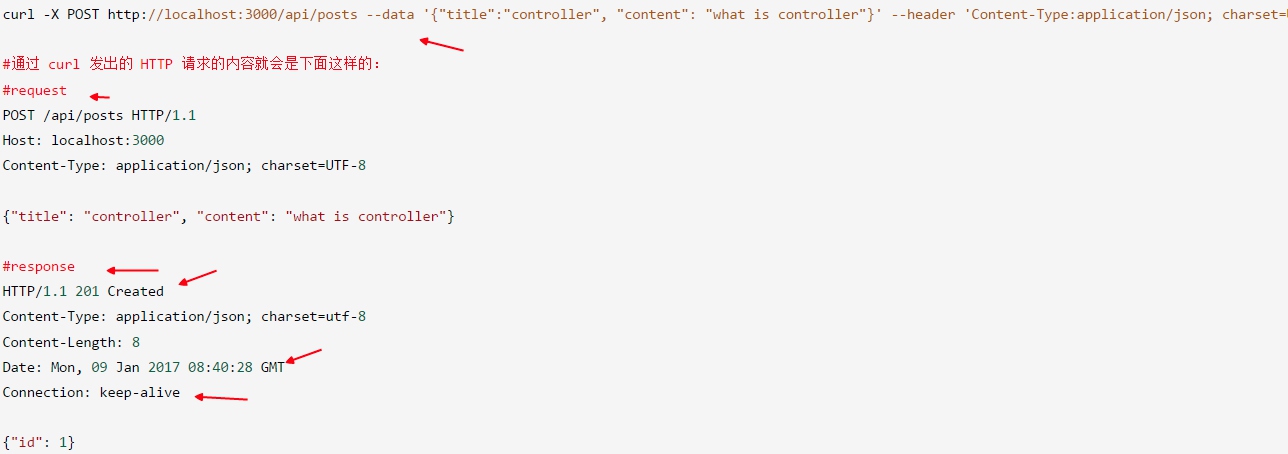 curl -X POST http://localhost:3000/api/posts --data '{"title":"controller", "content": "what is controller"}' --header 'Content-Type:application/json; charset=
#通过 curl 发出的 HTTP 请求的内容就会是下面这样的:
#request
POST /api/posts HTTP/1.1
Host: localhost:3000
Content-Type: application/json; charset=UTF-8
{"title": "controller", "content": "what is controller"}
#response
HTTP/1.1 201 Created
Content-Type: application/json; charset=utf-8
Content-Length: 8
Date: Mon, 09 Jan 2017 08:40:28 GMT
Connection: keep-alive
{"id": 1}